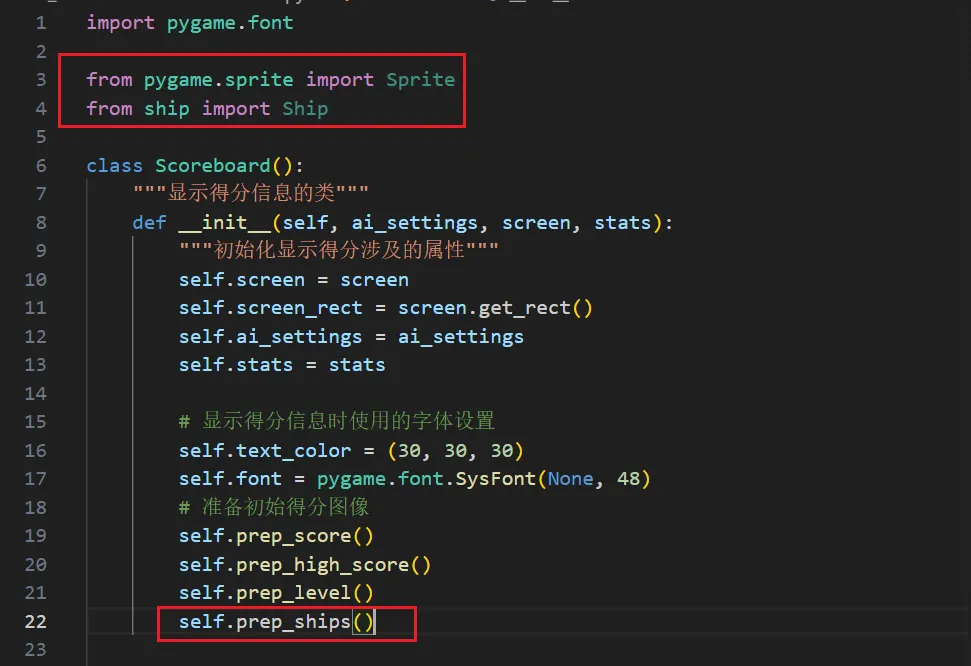 1 import pygame.font
2
3 from pygame.sprite import Sprite
4 from ship import Ship
5
6 class Scoreboard():
7 """显示得分信息的类"""
8 def __init__(self, ai_settings, screen, stats):
9 """初始化显示得分涉及的属性"""
10 self.screen = screen
11 self.screen_rect = screen.get_rect()
12 self.ai_settings = ai_settings
13 self.stats = stats
14
15 # 显示得分信息时使用的字体设置
16 self.text_color = (30, 30, 30)
17 self.font = pygame.font.SysFont(None, 48)
18 # 准备初始得分图像
19 self.prep_score()
20 self.prep_high_score()
21 self.prep_level()
22 self.prep_ships()
23